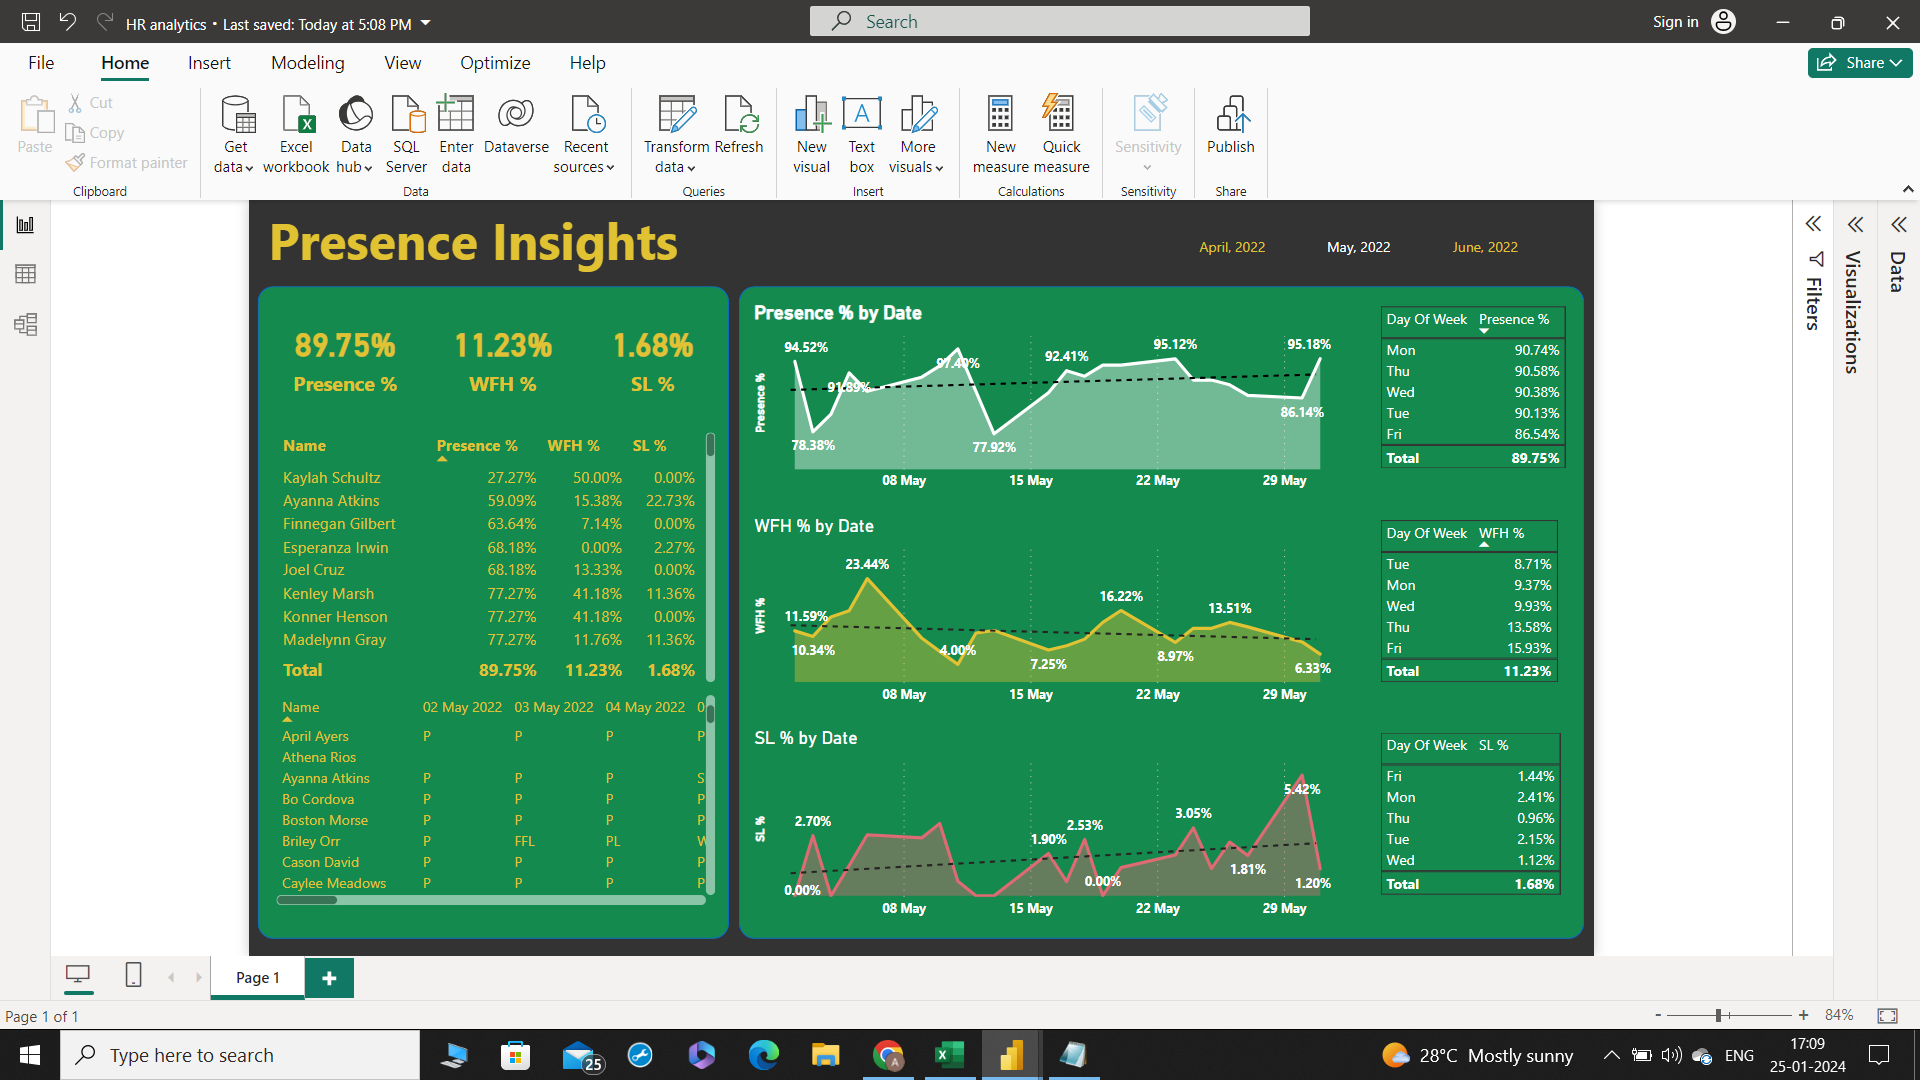 HR analytics • Last saved: Today at 5:08 PM
Search
Sign in
File Home Insert Modeling View Optimize Help
Share
Paste
Cut
Copy
Format painter
Clipboard
Get data
Excel workbook
Data hub
SQL Server
Enter data
Dataverse
Recent sources
Data
Transform data
Refresh
Queries
New visual
Text box
More visuals
Insert
New measure
Quick measure
Calculations
Sensitivity
Sensitivity
Publish
Share
Presence Insights
April, 2022 May, 2022 June, 2022
89.75% 11.23% 1.68%
Presence % WFH % SL %
Name Presence % WFH % SL %
Kaylah Schultz 27.27% 50.00% 0.00%
Ayanna Atkins 59.09% 15.38% 22.73%
Finnegan Gilbert 63.64% 7.14% 0.00%
Esperanza Irwin 68.18% 0.00% 2.27%
Joel Cruz 68.18% 13.33% 0.00%
Kenley Marsh 77.27% 41.18% 11.36%
Konner Henson 77.27% 41.18% 0.00%
Madelynn Gray 77.27% 11.76% 11.36%
Total 89.75% 11.23% 1.68%
Name 02 May 2022 03 May 2022 04 May 2022 0
April Ayers P P P P
Athena Rios
Ayanna Atkins P P P S
Bo Cordova P P P P
Boston Morse P P P P
Briley Orr P FFL PL W
Cason David P P P P
Caylee Meadows P P P P
Presence % by Date
Presence %
94.52% 78.38% 91.89% 97.40% 77.92% 92.41% 95.12% 86.14% 95.18%
08 May 15 May 22 May 29 May
Day Of Week Presence %
Mon 90.74%
Thu 90.58%
Wed 90.38%
Tue 90.13%
Fri 86.54%
Total 89.75%
WFH % by Date
WFH %
11.59% 10.34% 23.44% 4.00% 7.25% 16.22% 8.97% 13.51% 6.33%
08 May 15 May 22 May 29 May
Day Of Week WFH %
Tue 8.71%
Mon 9.37%
Wed 9.93%
Thu 13.58%
Fri 15.93%
Total 11.23%
SL % by Date
SL %
0.00% 2.70% 1.90% 2.53% 0.00% 3.05% 1.81% 5.42% 1.20%
08 May 15 May 22 May 29 May
Day Of Week SL %
Fri 1.44%
Mon 2.41%
Thu 0.96%
Tue 2.15%
Wed 1.12%
Total 1.68%
Filters
Visualizations
Data
Page 1
Page 1 of 1
- + 84%
Type here to search
25
28°C Mostly sunny
ENG
17:09
25-01-2024